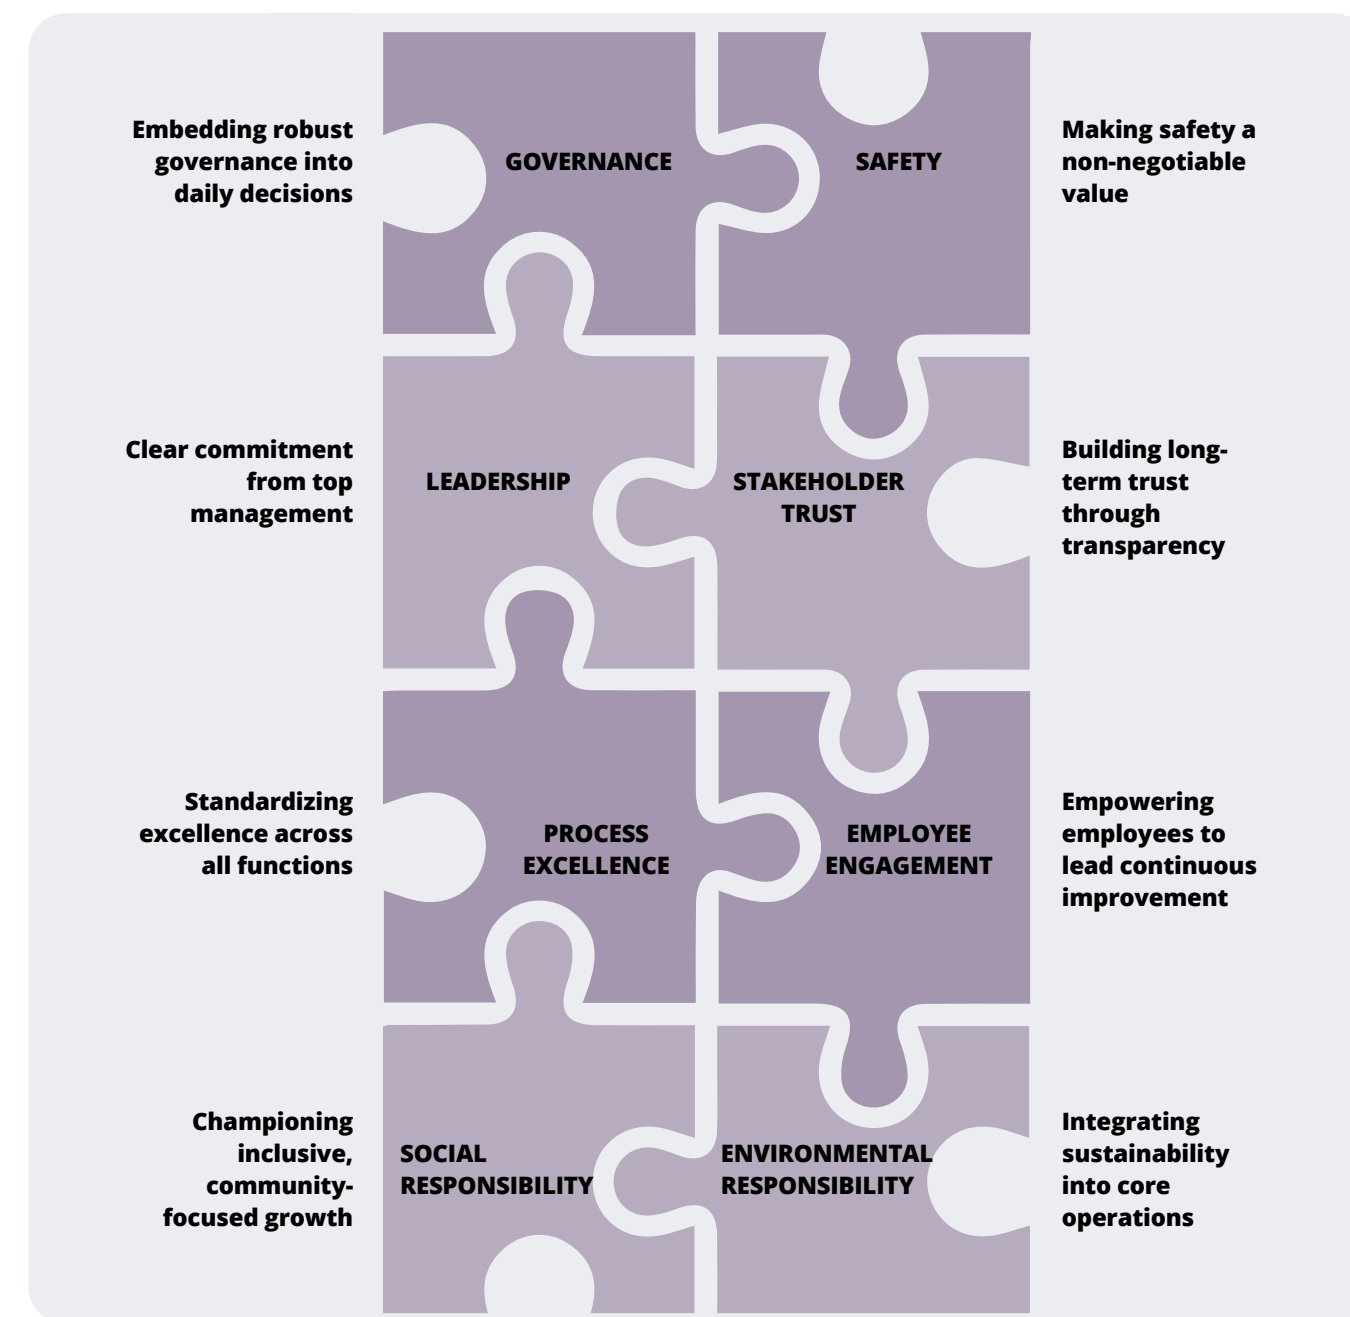 Embedding robust
governance into
daily decisions
GOVERNANCE
SAFETY
Making safety a
non-negotiable
value
Clear commitment
from top
management
LEADERSHIP
STAKEHOLDER
TRUST
Building long-
term trust
through
transparency
Standardizing
excellence across
all functions
PROCESS
EXCELLENCE
EMPLOYEE
ENGAGEMENT
Empowering
employees to
lead continuous
improvement
Championing
inclusive,
community-
focused growth
SOCIAL
RESPONSIBILITY
ENVIRONMENTAL
RESPONSIBILITY
Integrating
sustainability
into core
operations